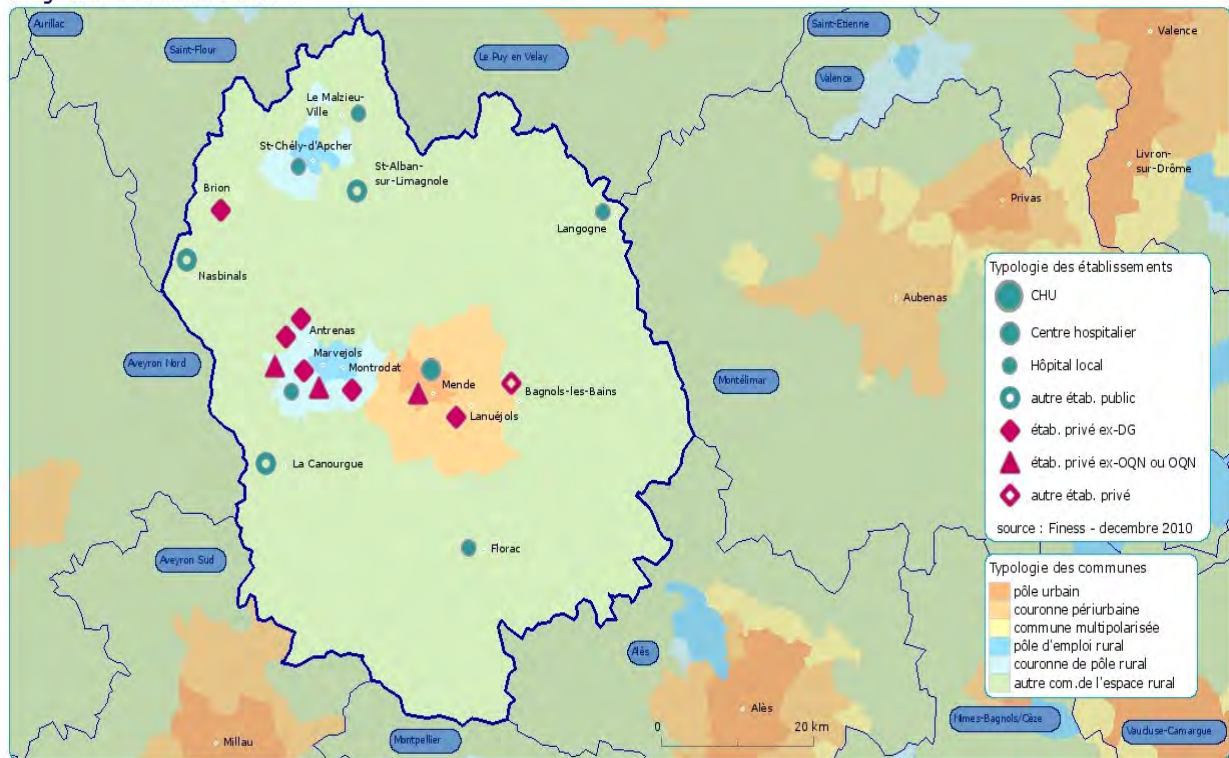 Aurillac
Saint-Flour
Le Puy en Velay
Saint-Etienne
Valence
Valence
Le Malzieu-
Ville
St-Chély-d'Apcher
St-Alban-
sur-Limagnole
Brion
Langogne
Nasbinals
Livron-
sur-Drôme
Privas
Aubenas
Antrenas
Marvejols
Montrodat
Aveyron Nord
Mende
Bagnols-les-Bains
Lanuéjols
Montélimar
La Canourgue
Florac
Aveyron Sud
Alès
Alès
Millau
Montpellier
Nimes-Bagnols/Cèze
Vaucluse-Camargue
0 20 km
Typologie des établissements
CHU
Centre hospitalier
Hôpital local
autre étab. public
étab. privé ex-DG
étab. privé ex-OQN ou OQN
autre étab. privé
source : Finess - decembre 2010
Typologie des communes
pôle urbain
couronne périurbaine
commune multipolarisée
pôle d'emploi rural
couronne de pôle rural
autre com.de l'espace rural